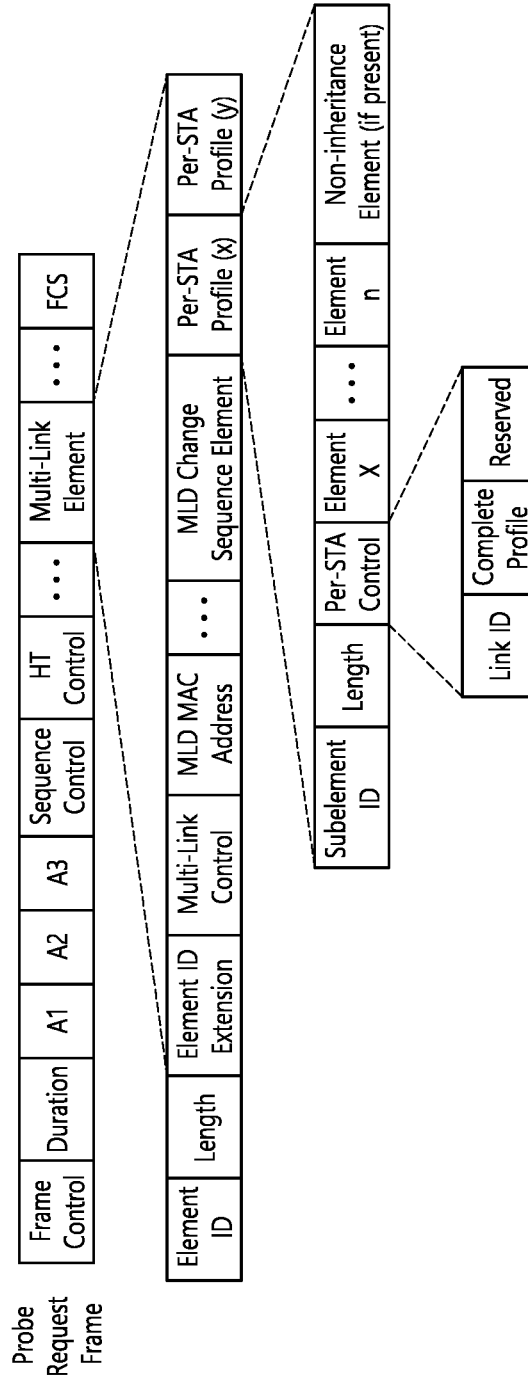 Probe
Request
Frame
Frame
Control
Duration
A1
A2
A3
Sequence
Control
HT
Control
• • •
Multi-Link
Element
• • •
FCS
Element
ID
Length
Element ID
Extension
Multi-Link
Control
MLD MAC
Address
• • •
MLD Change
Sequence Element
Per-STA
Profile (x)
Per-STA
Profile (y)
Subelement
ID
Length
Per-STA
Control
Element
X
• • •
Element
n
Non-inheritance
Element (if present)
Link ID
Complete
Profile
Reserved